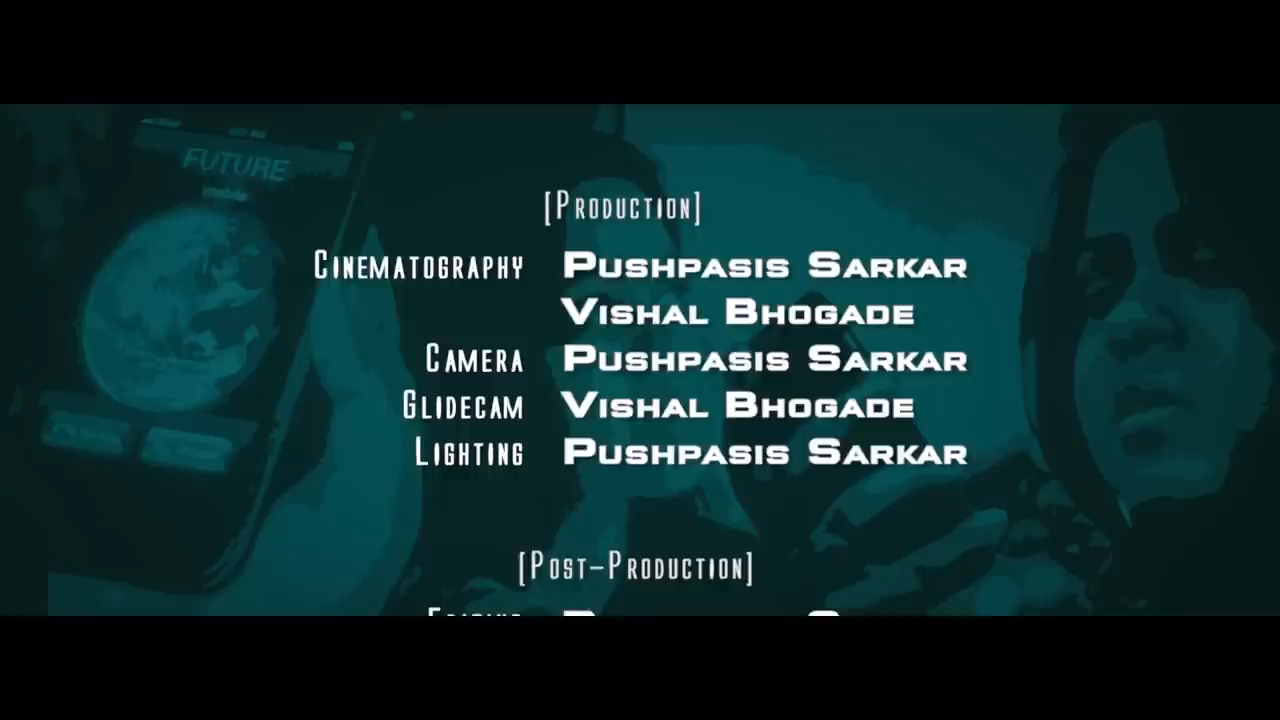 FUTURE
[Production]
Cinematography Pushpasis Sarkar
Vishal Bhogade
Camera Pushpasis Sarkar
Glidecam Vishal Bhogade
Lighting Pushpasis Sarkar
[Post-Production]